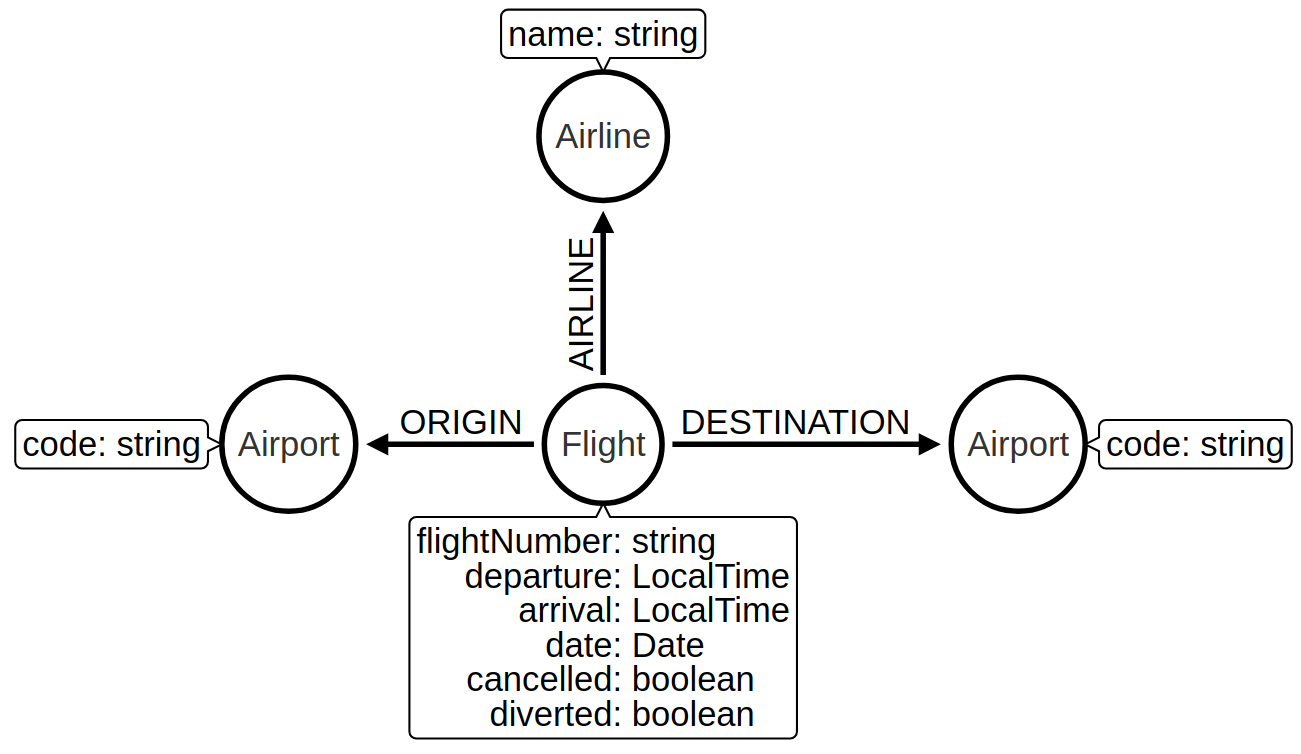 name: string
Airline
AIRLINE
ORIGIN
DESTINATION
code: string
Airport
Flight
Airport
code: string
flightNumber: string
departure: LocalTime
arrival: LocalTime
date: Date
cancelled: boolean
diverted: boolean